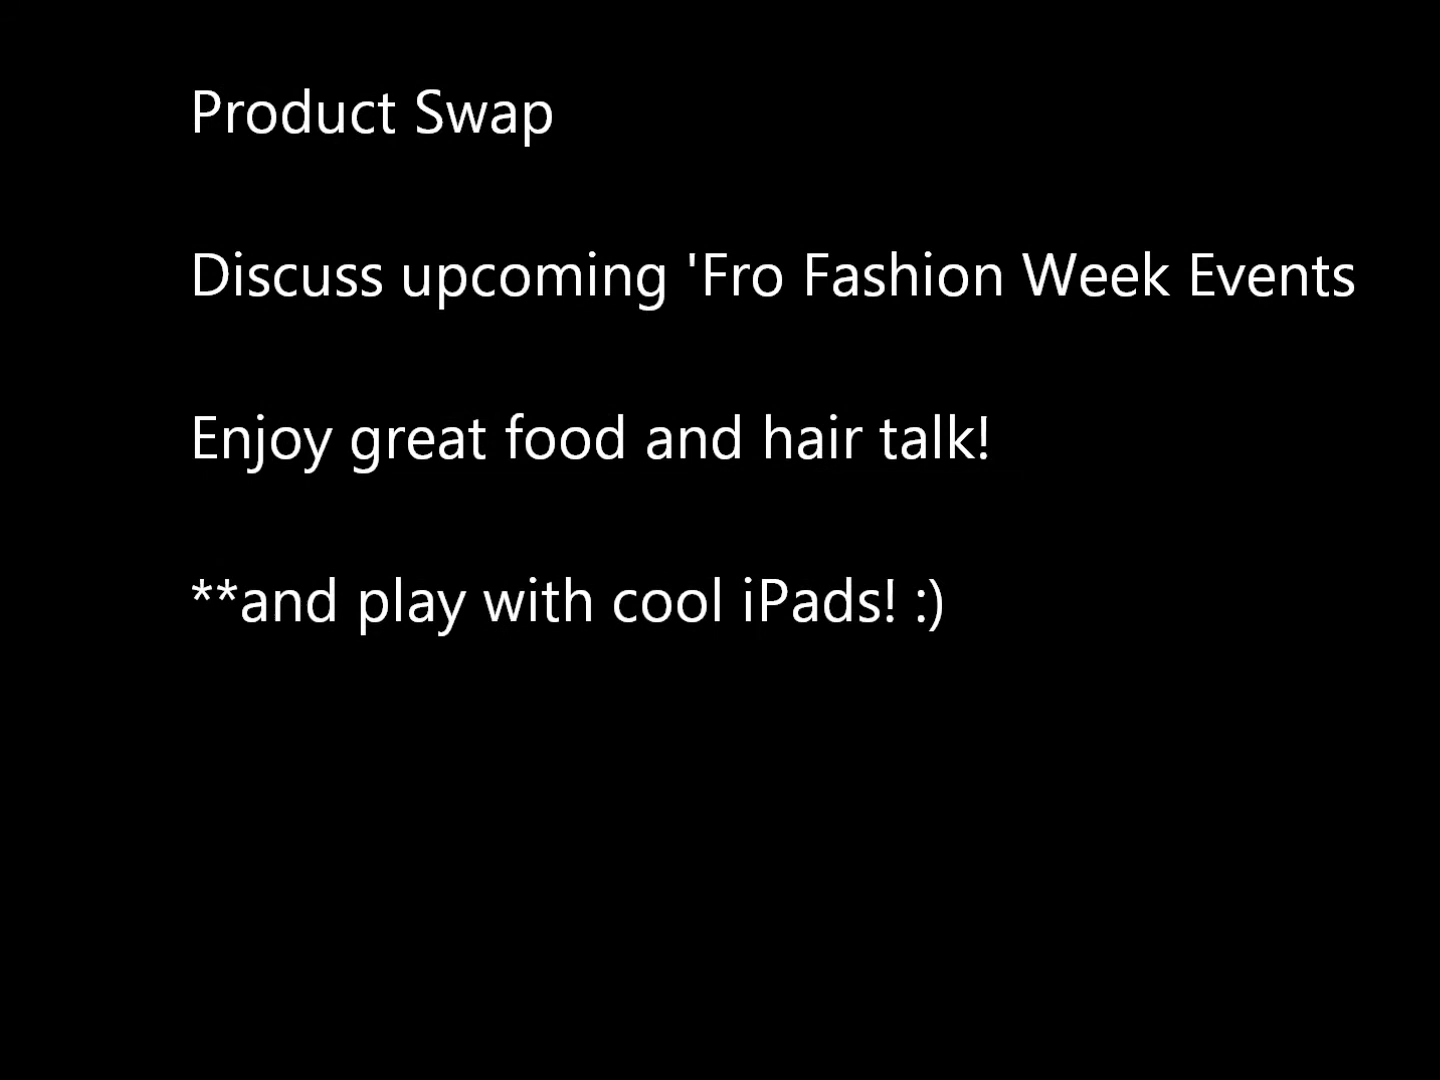 Product Swap
Discuss upcoming 'Fro Fashion Week Events
Enjoy great food and hair talk!
**and play with cool iPads! :)